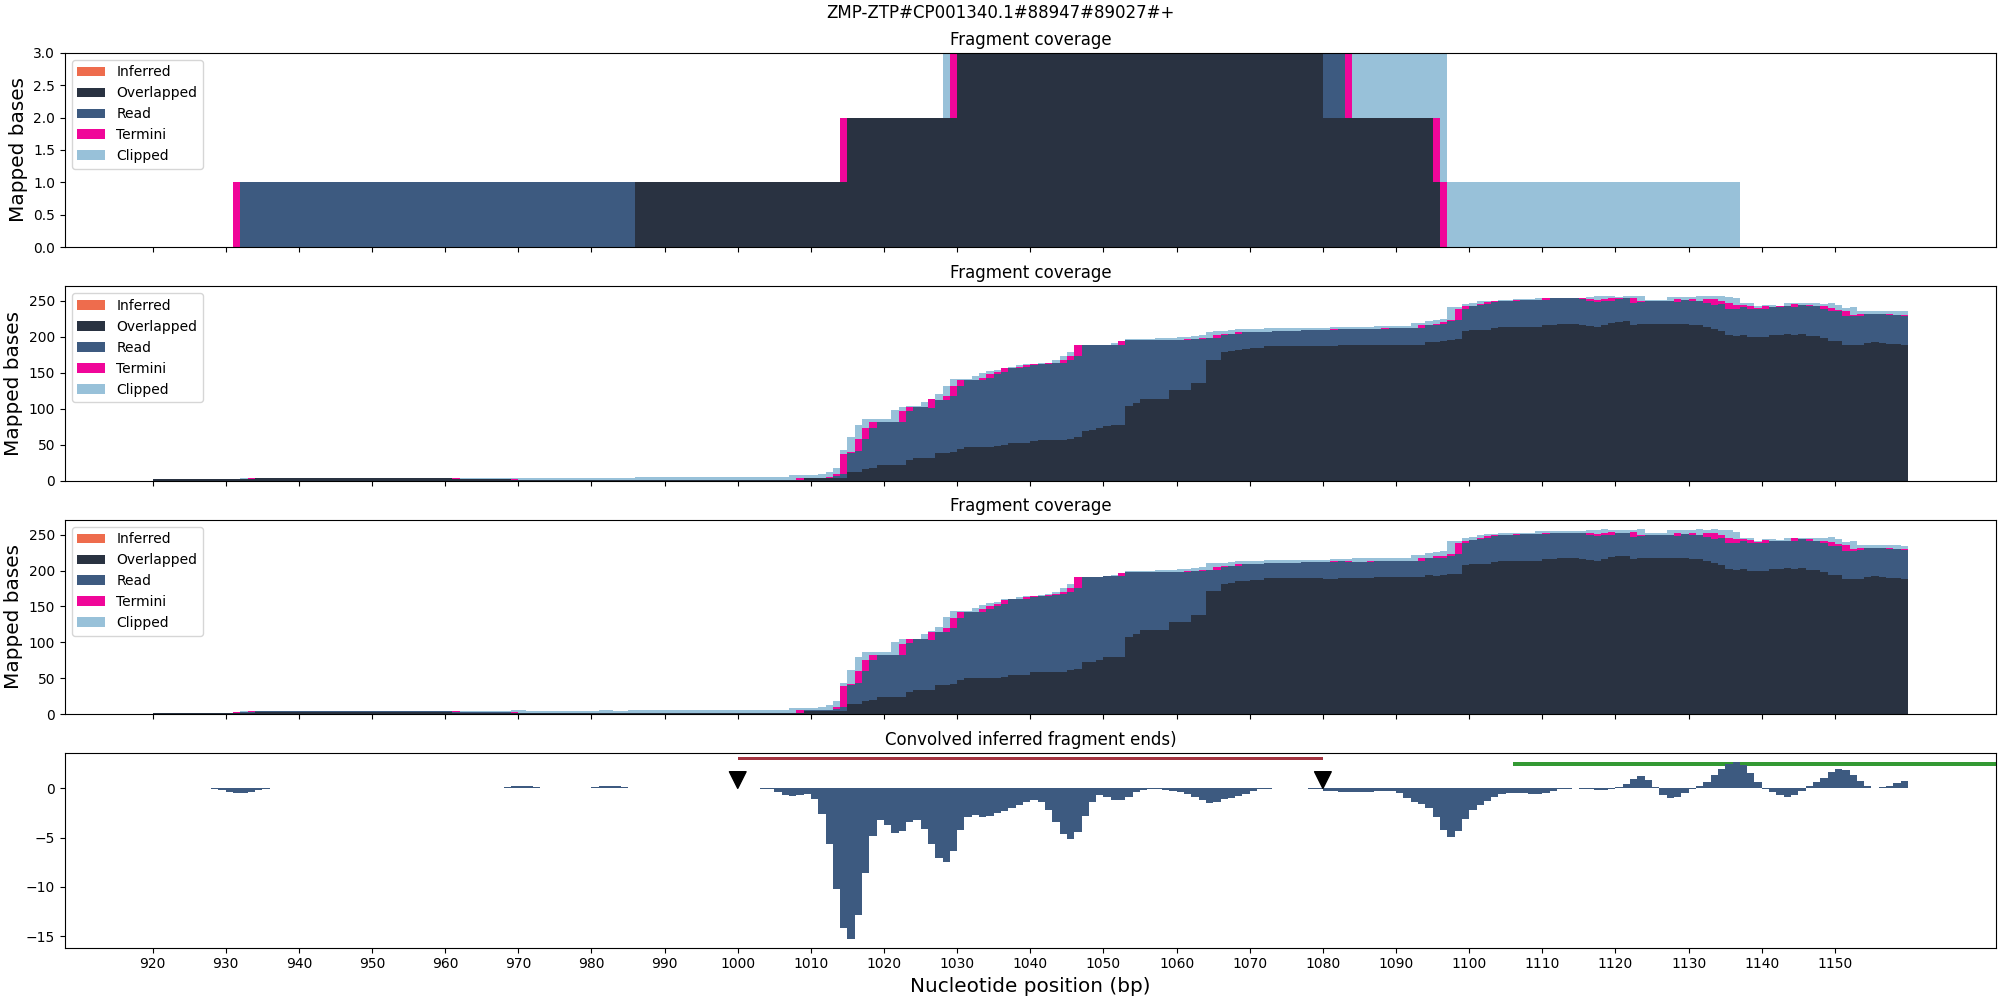 ZMP-ZTP#CP001340.1#88947#89027#+
Fragment coverage
Mapped bases
3.0
2.5
2.0
1.5
1.0
0.5
0.0
Inferred
Overlapped
Read
Termini
Clipped
Fragment coverage
Mapped bases
250
200
150
100
50
0
Inferred
Overlapped
Read
Termini
Clipped
Fragment coverage
Mapped bases
250
200
150
100
50
0
Inferred
Overlapped
Read
Termini
Clipped
Convolved inferred fragment ends)
0
−5
−10
−15
920 930 940 950 960 970 980 990 1000 1010 1020 1030 1040 1050 1060 1070 1080 1090 1100 1110 1120 1130 1140 1150
Nucleotide position (bp)